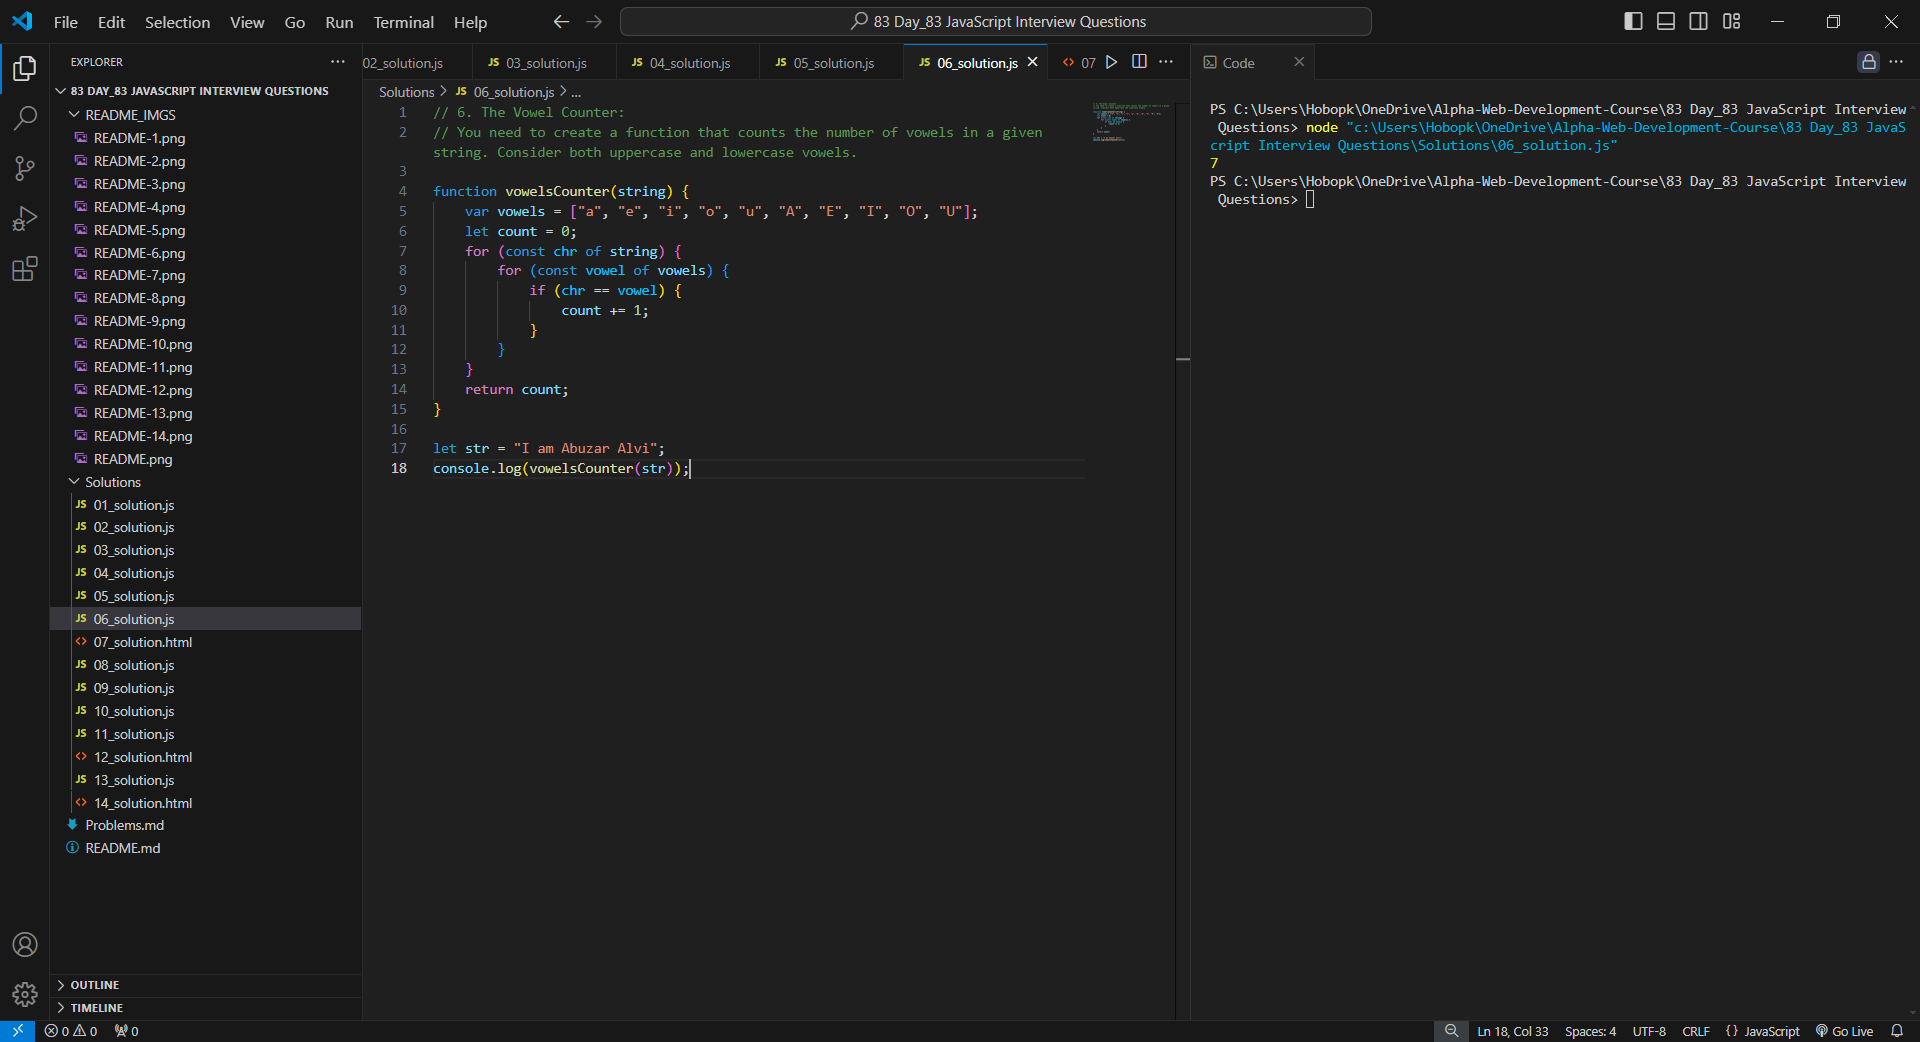 File Edit Selection View Go Run Terminal Help
83 Day_83 JavaScript Interview Questions
EXPLORER
83 DAY_83 JAVASCRIPT INTERVIEW QUESTIONS
README_IMGS
README-1.png
README-2.png
README-3.png
README-4.png
README-5.png
README-6.png
README-7.png
README-8.png
README-9.png
README-10.png
README-11.png
README-12.png
README-13.png
README-14.png
README.png
Solutions
JS 01_solution.js
JS 02_solution.js
JS 03_solution.js
JS 04_solution.js
JS 05_solution.js
JS 06_solution.js
<> 07_solution.html
JS 08_solution.js
JS 09_solution.js
JS 10_solution.js
JS 11_solution.js
<> 12_solution.html
JS 13_solution.js
<> 14_solution.html
Problems.md
README.md
OUTLINE
TIMELINE
02_solution.js JS 03_solution.js JS 04_solution.js JS 05_solution.js JS 06_solution.js <> 07
Solutions > JS 06_solution.js > ...
1 // 6. The Vowel Counter:
2 // You need to create a function that counts the number of vowels in a given
string. Consider both uppercase and lowercase vowels.
3
4 function vowelsCounter(string) {
5 var vowels = ["a", "e", "i", "o", "u", "A", "E", "I", "O", "U"];
6 let count = 0;
7 for (const chr of string) {
8 for (const vowel of vowels) {
9 if (chr == vowel) {
10 count += 1;
11 }
12 }
13 }
14 return count;
15 }
16
17 let str = "I am Abuzar Alvi";
18 console.log(vowelsCounter(str));
Code
PS C:\Users\Hobopk\OneDrive\Alpha-Web-Development-Course\83 Day_83 JavaScript Interview
Questions> node "c:\Users\Hobopk\OneDrive\Alpha-Web-Development-Course\83 Day_83 JavaS
cript Interview Questions\Solutions\06_solution.js"
7
PS C:\Users\Hobopk\OneDrive\Alpha-Web-Development-Course\83 Day_83 JavaScript Interview
Questions>
0 0 0
Ln 18, Col 33 Spaces: 4 UTF-8 CRLF {} JavaScript Go Live